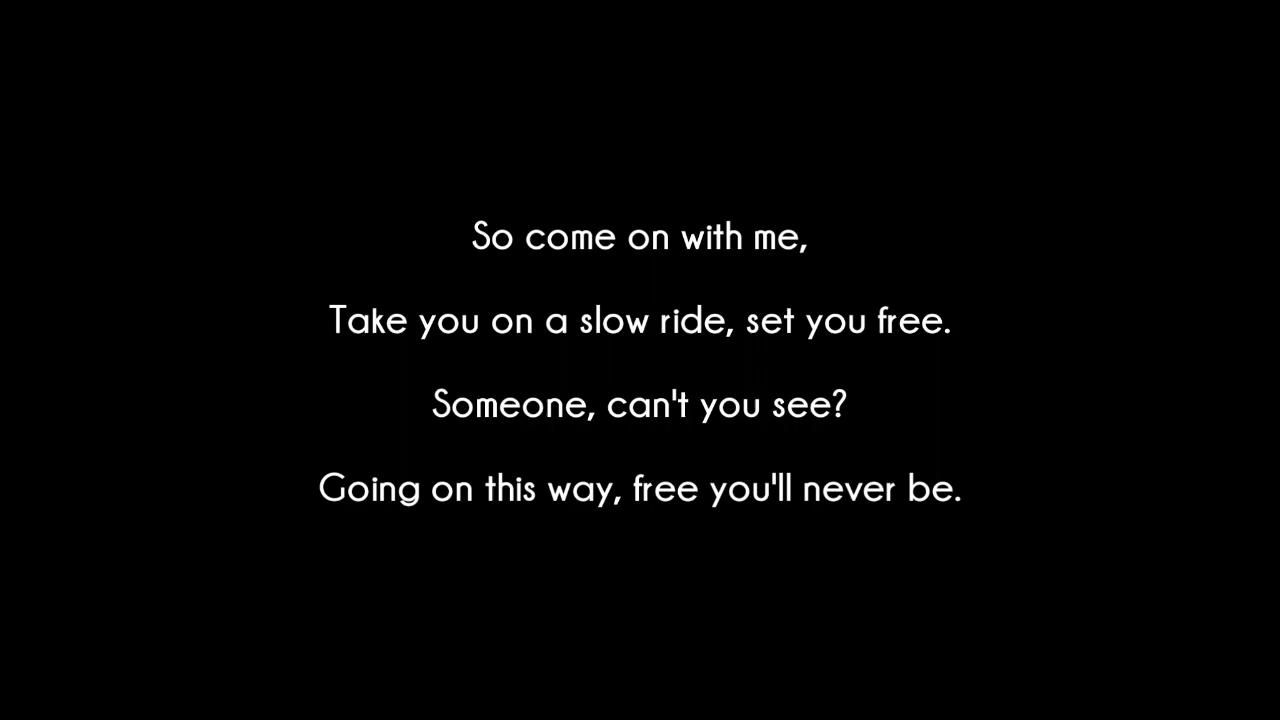 So come on with me,
Take you on a slow ride, set you free.
Someone, can't you see?
Going on this way, free you'll never be.